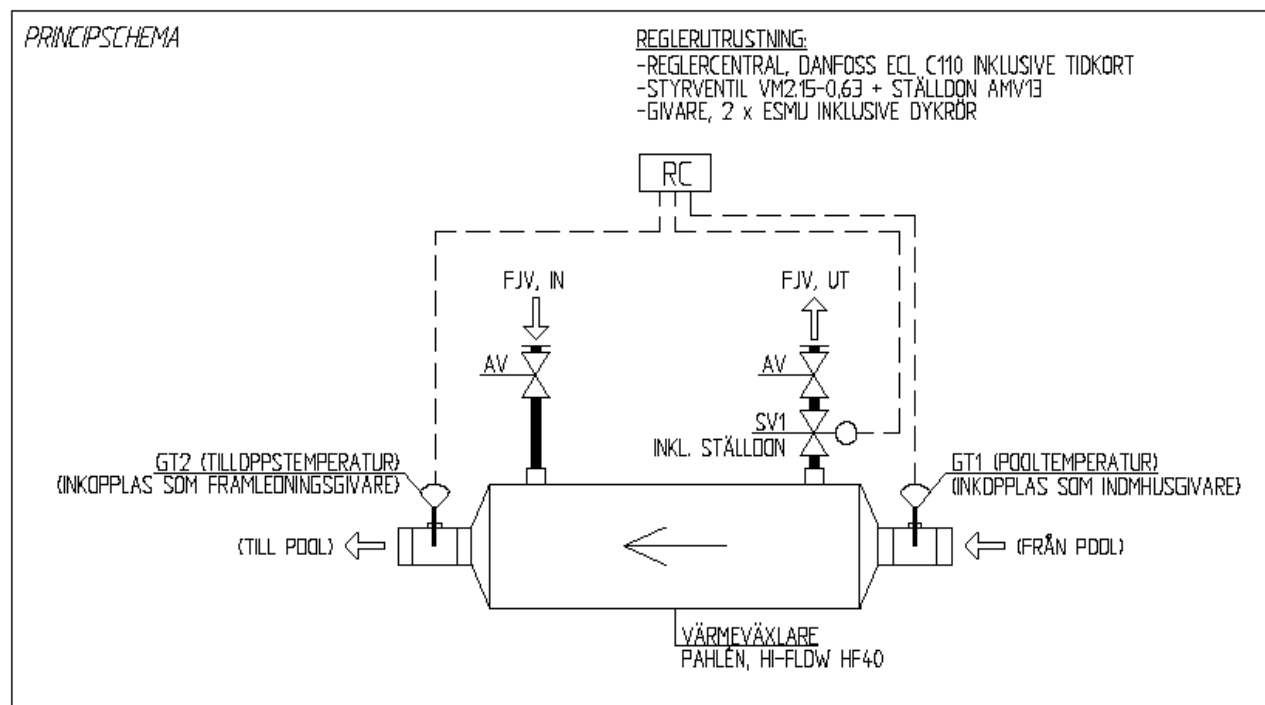 PRINCIPSCHEMA
REGLERUTRUSTNING:
-REGLERCENTRAL, DANFOSS ECL C110 INKLUSIVE TIDKORT
-STYRVENTIL VM2.15-0,63 + STÄLLDON AMV13
-GIVARE, 2 x ESMU INKLUSIVE DYKRÖR
RC
FJV, IN
FJV, UT
AV
AV
SV1
INKL. STÄLLDON
GT2 (TILLOPPSTEMPERATUR)
(INKOPPLAS SOM FRAMLEDNINGSGIVARE)
GT1 (POOLTEMPERATUR)
(INKOPPLAS SOM INOMHUSGIVARE)
(TILL POOL)
(FRÅN POOL)
VÄRMEVÄXLARE
PAHLÉN, HI-FLOW HF40